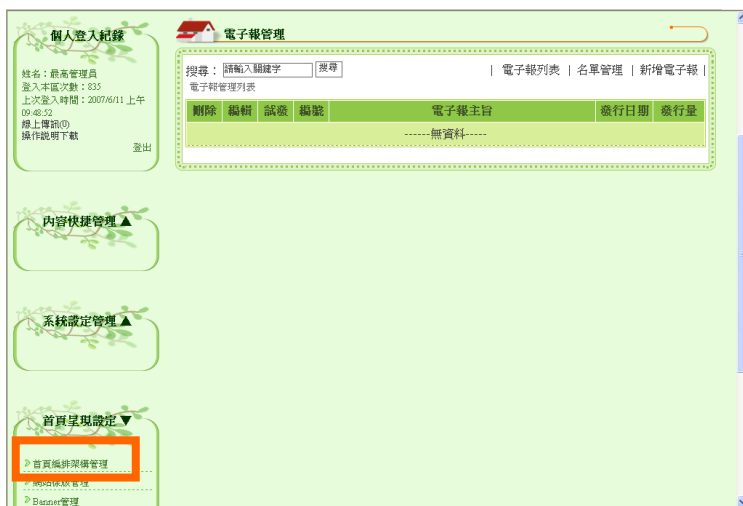 個人登入紀錄
姓名：最高管理員
登入本區次數：835
上次登入時間：2007/6/11 上午
09:48:52
線上傳訊(0)
操作說明下載
登出
內容快捷管理▲
系統設定管理▲
首頁呈現設定▼
首頁編排架構管理
網站樣版管理
Banner管理
電子報管理
搜尋： 請輸入關鍵字 搜尋 | 電子報列表 | 名單管理 | 新增電子報 |
電子報管理列表
刪除 編輯 試發 編號 電子報主旨 發行日期 發行量
------無資料-----